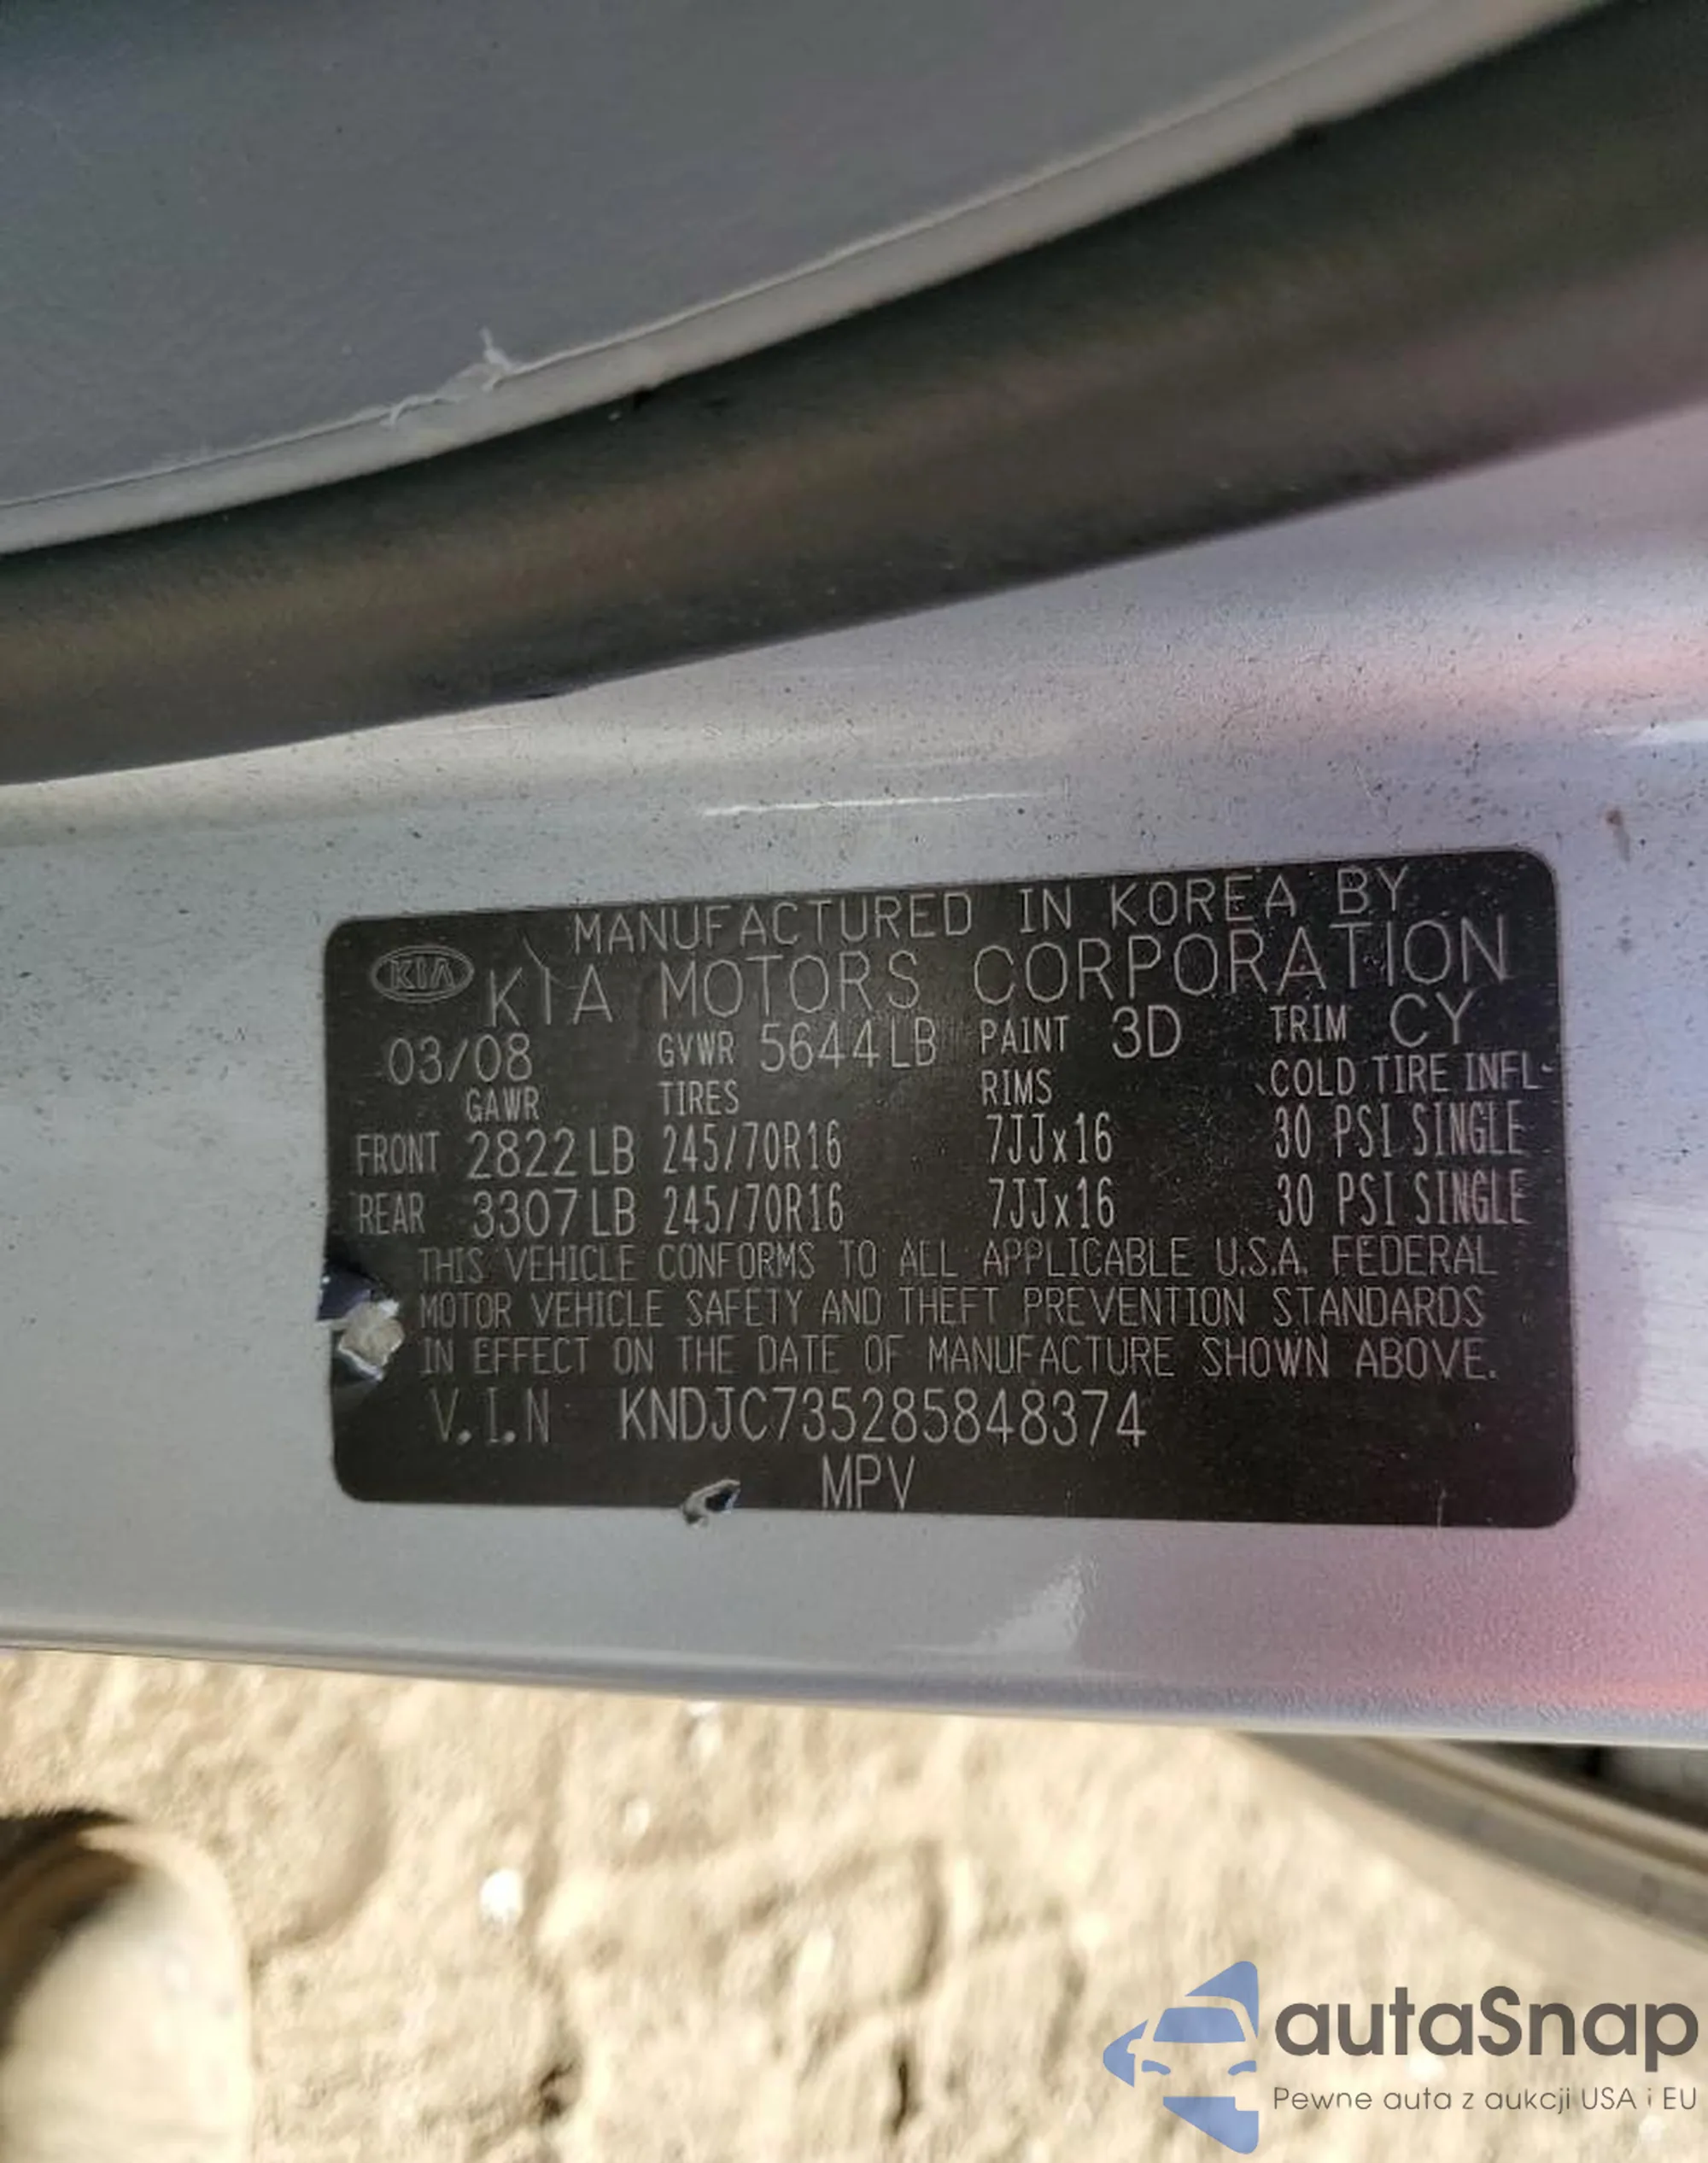 MANUFACTURED IN KOREA BY
KIA KIA MOTORS CORPORATION
03/08 GVWR 5644LB PAINT 3D TRIM CY
GAWR TIRES RIMS COLD TIRE INFL.
FRONT 2822LB 245/70R16 7JJx16 30 PSI SINGLE
REAR 3307LB 245/70R16 7JJx16 30 PSI SINGLE
THIS VEHICLE CONFORMS TO ALL APPLICABLE U.S.A. FEDERAL
MOTOR VEHICLE SAFETY AND THEFT PREVENTION STANDARDS
IN EFFECT ON THE DATE OF MANUFACTURE SHOWN ABOVE.
V.I.N KNDJC735285848374
MPV
autaSnap
Pewne auta z aukcji USA i EU